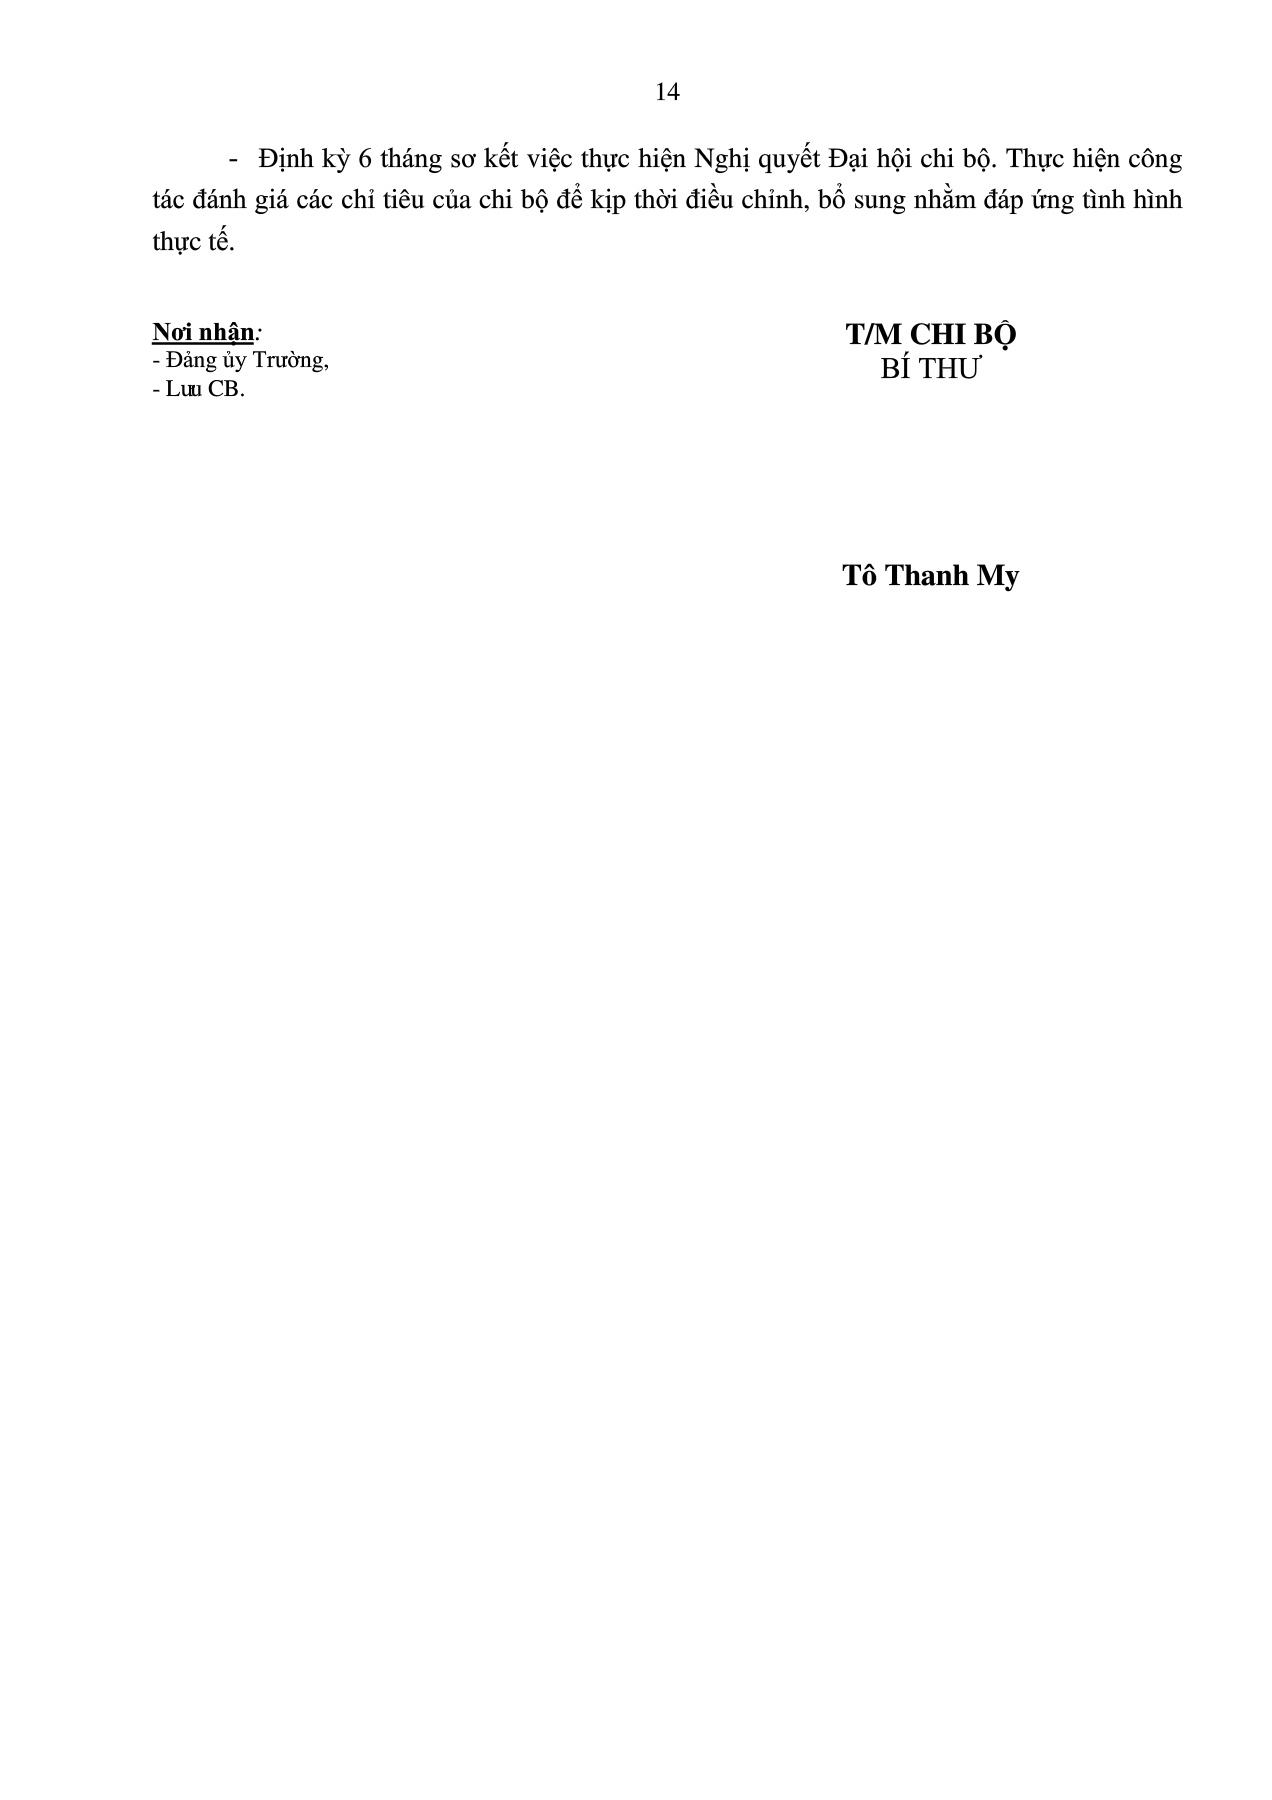 14
- Định kỳ 6 tháng sơ kết việc thực hiện Nghị quyết Đại hội chi bộ. Thực hiện công
tác đánh giá các chỉ tiêu của chi bộ để kịp thời điều chỉnh, bổ sung nhằm đáp ứng tình hình
thực tế.
Nơi nhận:
- Đảng ủy Trường,
- Lưu CB.
T/M CHI BỘ
BÍ THƯ
Tô Thanh My